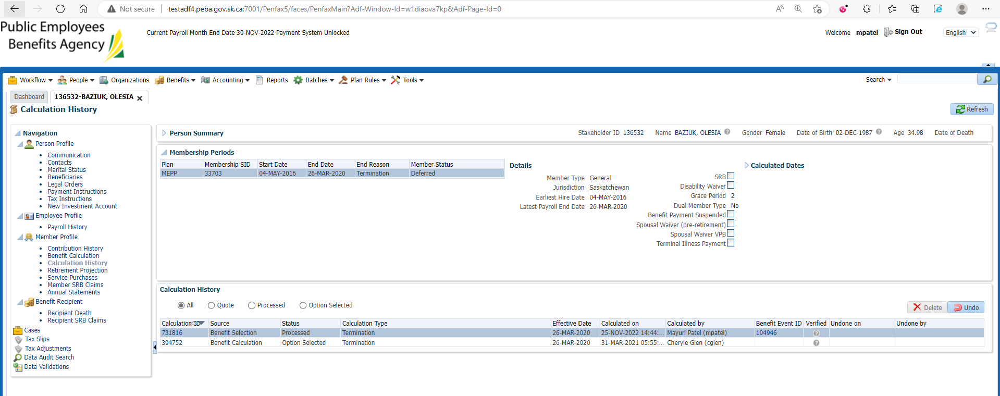 Not secure testadf4.peba.gov.sk.ca:7001/Penfax5/faces/PenfaxMain?Adf-Window-Id=w1diaova7kp&Adf-Page-Id=0
Public Employees
Benefits Agency
Current Payroll Month End Date 30-NOV-2022 Payment System Unlocked
Welcome mpatel Sign Out English
Workflow People Organizations Benefits Accounting Reports Batches Plan Rules Tools Search
Dashboard 136532-BAZIUK, OLESIA
Calculation History
Refresh
Navigation
Person Profile
Communication
Contacts
Marital Status
Beneficiaries
Legal Orders
Payment Instructions
Tax Instructions
New Investment Account
Employee Profile
Payroll History
Member Profile
Contribution History
Benefit Calculation
Calculation History
Retirement Projection
Service Purchases
Member SRB Claims
Annual Statements
Benefit Recipient
Recipient Death
Recipient SRB Claims
Cases
Tax Slips
Tax Adjustments
Data Audit Search
Data Validations
Person Summary Stakeholder ID 136532 Name BAZIUK, OLESIA Gender Female Date of Birth 02-DEC-1987 Age 34.98 Date of Death
Membership Periods
Plan Membership SID Start Date End Date End Reason Member Status
MEPP 33703 04-MAY-2016 26-MAR-2020 Termination Deferred
Details
Member Type General
Jurisdiction Saskatchewan
Earliest Hire Date 04-MAY-2016
Latest Payroll End Date 26-MAR-2020
SRB
Disability Waiver
Grace Period 2
Dual Member Type No
Benefit Payment Suspended
Spousal Waiver (pre-retirement)
Spousal Waiver VPB
Terminal Illness Payment
Calculated Dates
Calculation History
All Quote Processed Option Selected
Delete Undo
Calculation ID Source Status Calculation Type Effective Date Calculated on Calculated by Benefit Event ID Verified Undone on Undone by
731816 Benefit Selection Processed Termination 26-MAR-2020 25-NOV-2022 14:44:... Mayuri Patel (mpatel) 104946
394752 Benefit Calculation Option Selected Termination 26-MAR-2020 31-MAR-2021 05:55:... Cheryle Gien (cgien)